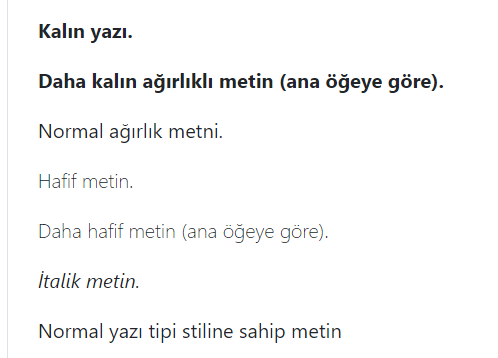 Kalın yazı.
Daha kalın ağırlıklı metin (ana öğeye göre).
Normal ağırlık metni.
Hafif metin.
Daha hafif metin (ana öğeye göre).
İtalik metin.
Normal yazı tipi stiline sahip metin